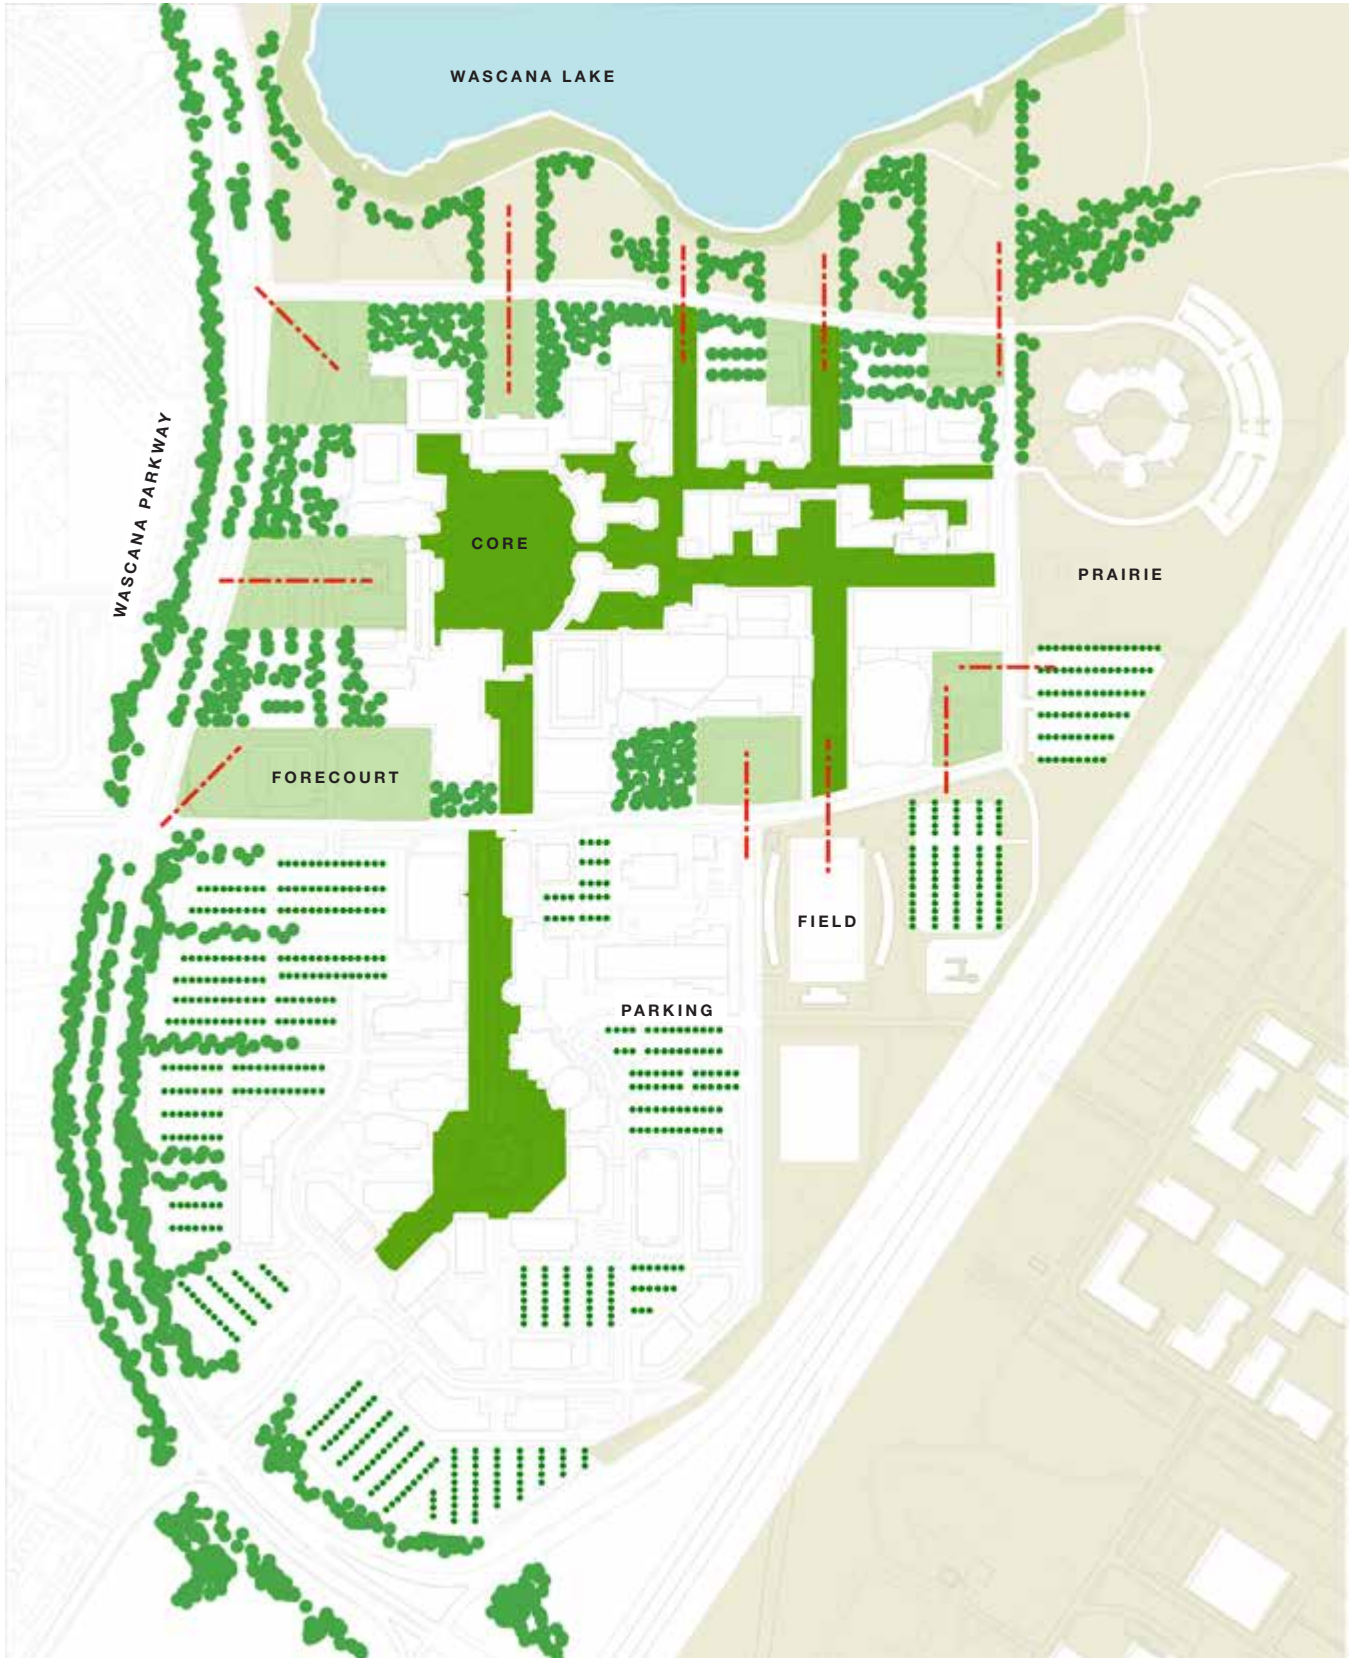 WASCANA LAKE
WASCANA PARKWAY
CORE
PRAIRIE
FORECOURT
FIELD
PARKING